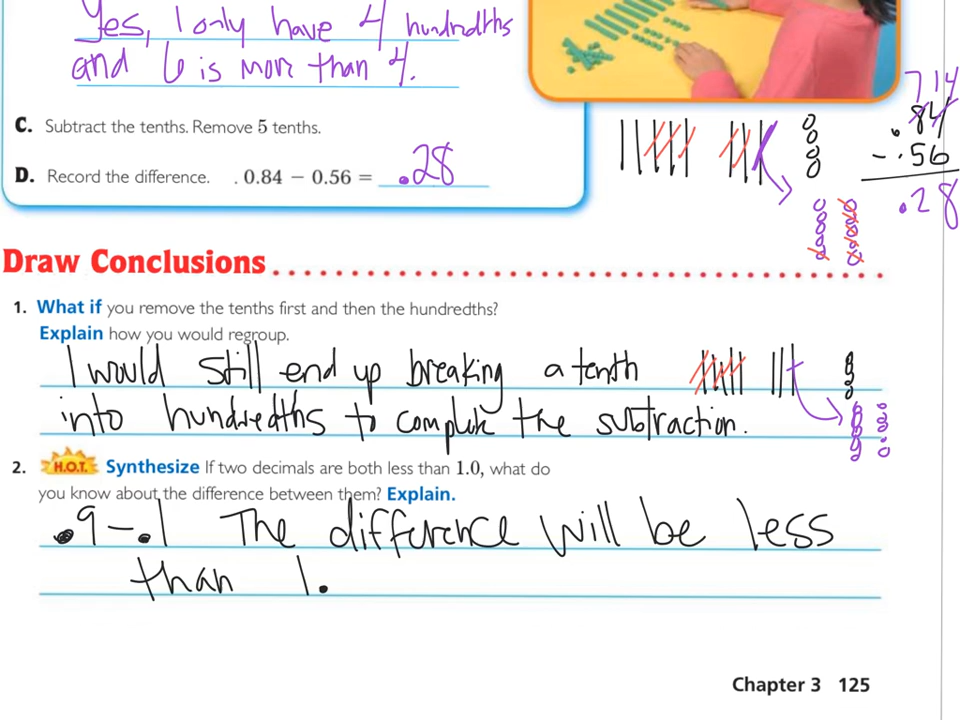 Yes, I only have 4 hundredths
and 6 is more than 4.
C. Subtract the tenths. Remove 5 tenths.
D. Record the difference. . 0.84 − 0.56 = .28
7 14
.84
- .56
.28
Draw Conclusions
1. What if you remove the tenths first and then the hundredths?
Explain how you would regroup.
I would still end up breaking a tenth
into hundredths to complete the subtraction.
2. H.O.T. Synthesize If two decimals are both less than 1.0, what do
you know about the difference between them? Explain.
.9 - .1 The difference will be less
than 1.
Chapter 3 125